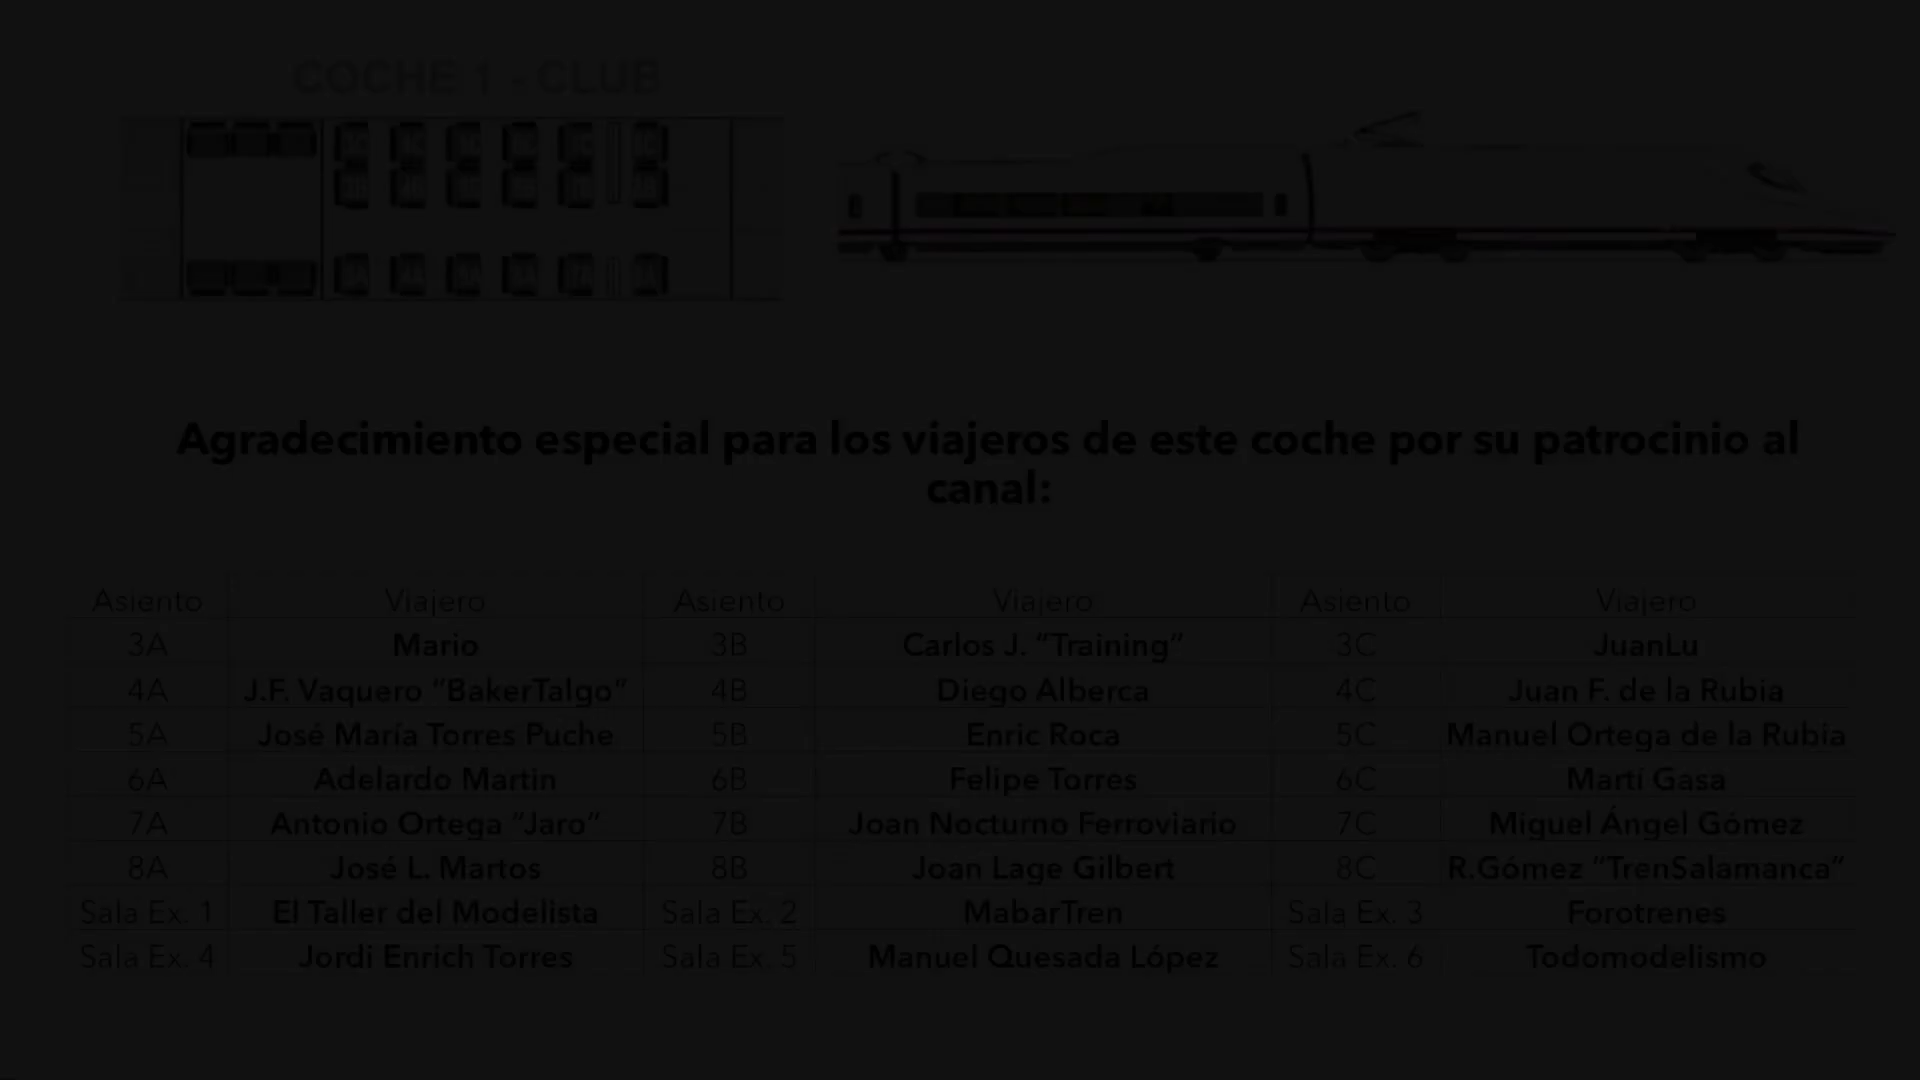 COCHE 1 - CLUB
Agradecimiento especial para los viajeros de este coche por su patrocinio al
canal:
Asiento Viajero Asiento Viajero Asiento Viajero
3A Mario 3B Carlos J. “Training” 3C JuanLu
4A J.F. Vaquero “BakerTalgo” 4B Diego Alberca 4C Juan F. de la Rubia
5A José María Torres Puche 5B Enric Roca 5C Manuel Ortega de la Rubia
6A Adelardo Martin 6B Felipe Torres 6C Martí Gasa
7A Antonio Ortega “Jaro” 7B Joan Nocturno Ferroviario 7C Miguel Ángel Gómez
8A José L. Martos 8B Joan Lage Gilbert 8C R.Gómez “TrenSalamanca”
Sala Ex. 1 El Taller del Modelista Sala Ex. 2 MabarTren Sala Ex. 3 Forotrenes
Sala Ex. 4 Jordi Enrich Torres Sala Ex. 5 Manuel Quesada López Sala Ex. 6 Todomodelismo